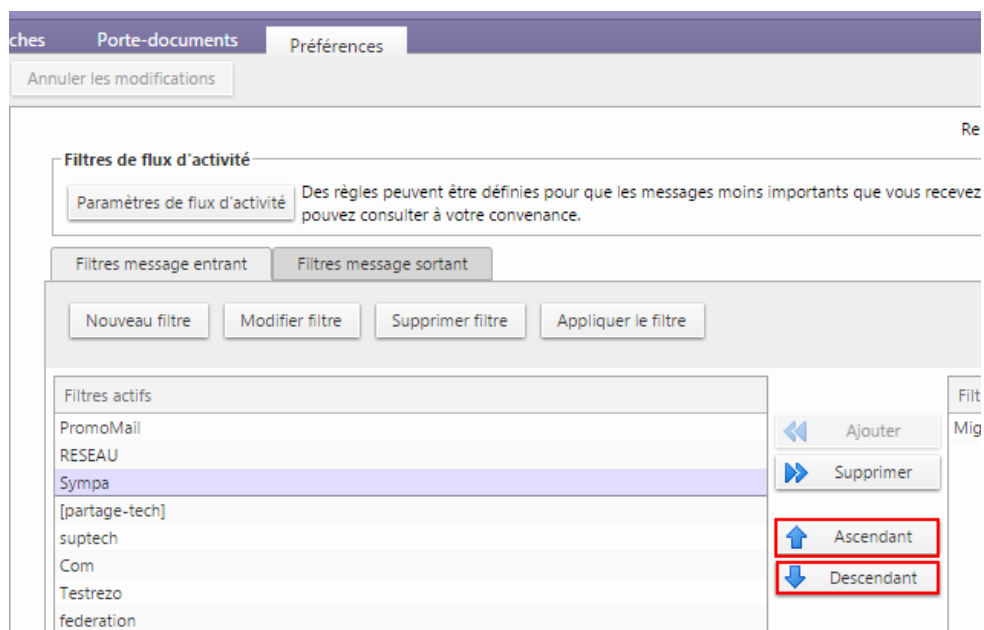 ches Porte-documents Préférences
Annuler les modifications
Re
Filtres de flux d'activité
Paramètres de flux d'activité Des règles peuvent être définies pour que les messages moins importants que vous recevez
pouvez consulter à votre convenance.
Filtres message entrant Filtres message sortant
Nouveau filtre Modifier filtre Supprimer filtre Appliquer le filtre
Filtres actifs Filt
PromoMail Ajouter Mig
RESEAU
Sympa Supprimer
[partage-tech]
suptech Ascendant
Com Descendant
Testrezo
federation